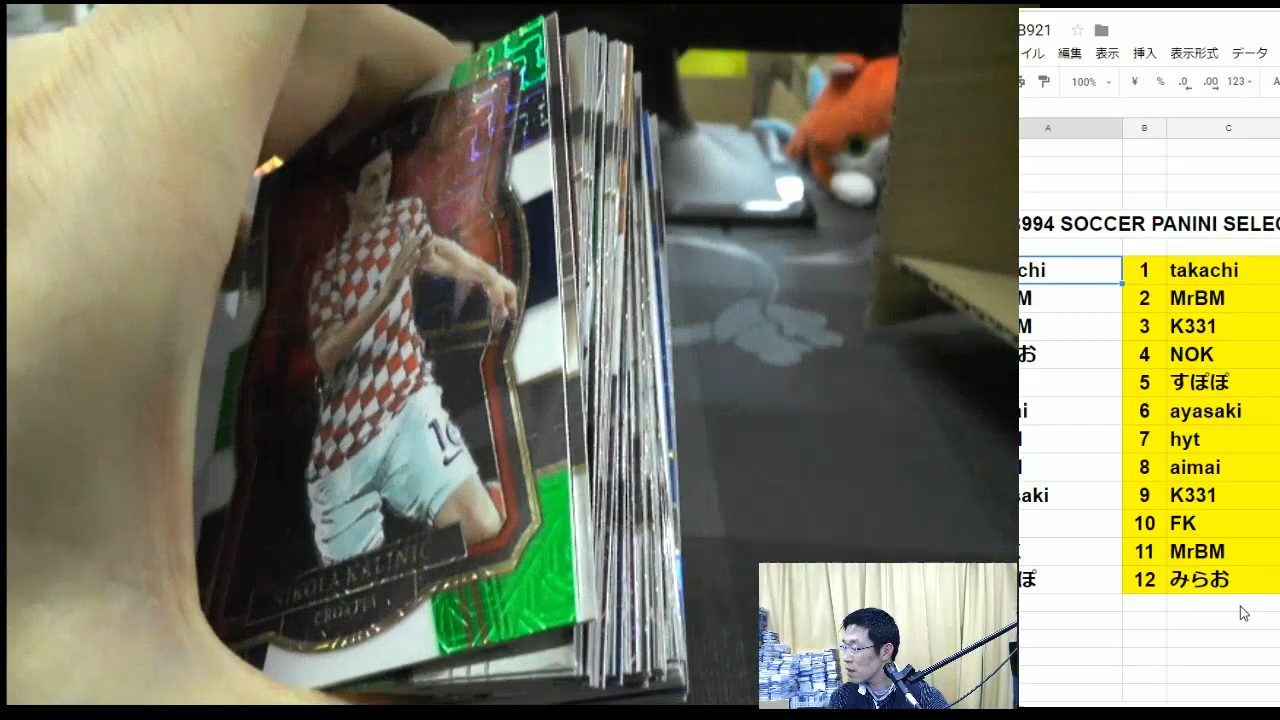 NIKOLA KALINIC
CROATIA
16
3921
イル 編集 表示 挿入 表示形式 データ
100% ¥ % .0 .00 123
A B C
3994 SOCCER PANINI SELEC
chi 1 takachi
M 2 MrBM
M 3 K331
お 4 NOK
5 すぽぽ
i 6 ayasaki
7 hyt
8 aimai
saki 9 K331
10 FK
11 MrBM
ぽ 12 みらお